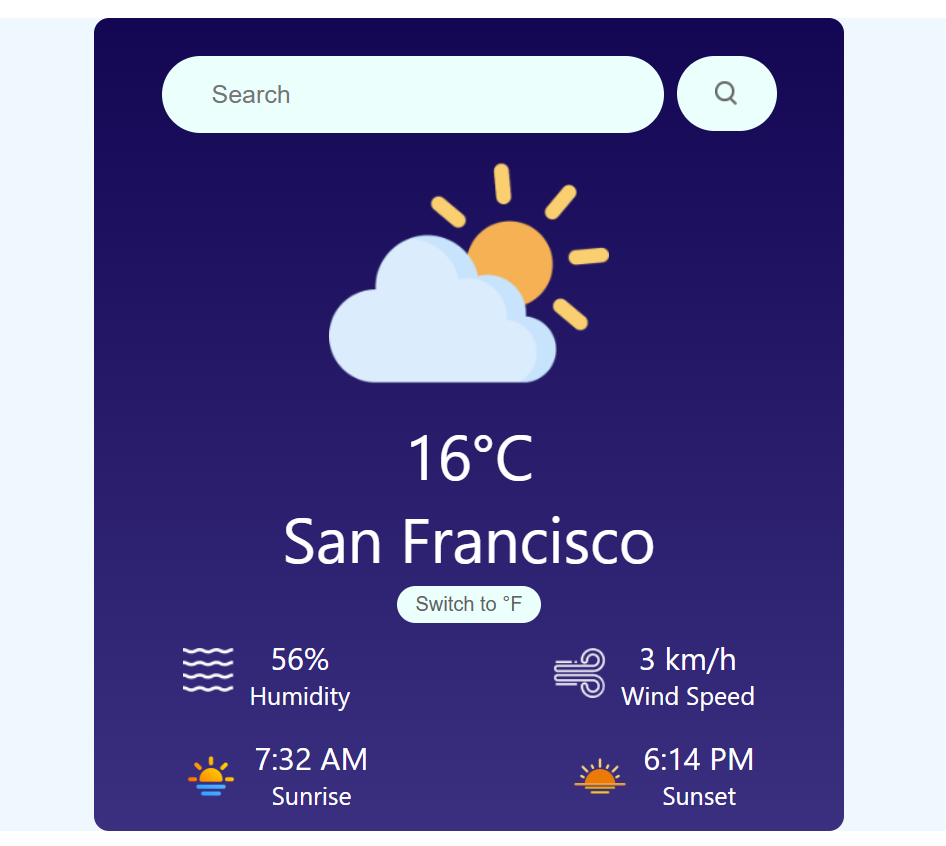 Search
16°C
San Francisco
Switch to °F
56%
Humidity
3 km/h
Wind Speed
7:32 AM
Sunrise
6:14 PM
Sunset